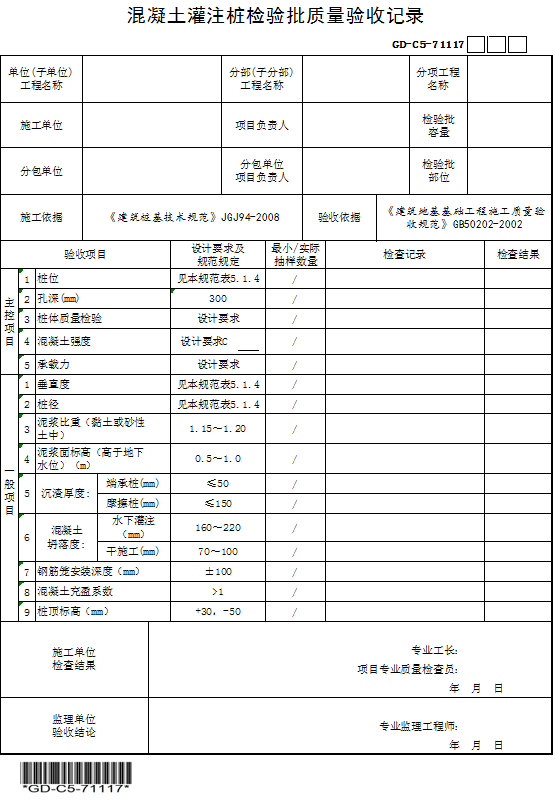 混凝土灌注桩检验批质量验收记录
GD-C5-71117
单位(子单位)
工程名称
分部(子分部)
工程名称
分项工程
名称
施工单位
项目负责人
检验批
容量
分包单位
分包单位
项目负责人
检验批
部位
施工依据
《建筑桩基技术规范》JGJ94-2008
验收依据
《建筑地基基础工程施工质量验
收规范》GB50202-2002
验收项目
设计要求及
规范规定
最小/实际
抽样数量
检查记录
检查结果
主控项目
1 桩位 见本规范表5.1.4 /
2 孔深(mm) 300 /
3 桩体质量检验 设计要求 /
4 混凝土强度 设计要求C /
5 承载力 设计要求 /
一般项目
1 垂直度 见本规范表5.1.4 /
2 桩径 见本规范表5.1.4 /
3 泥浆比重（黏土或砂性
土中） 1.15～1.20 /
4 泥浆面标高（高于地下
水位）（m） 0.5～1.0 /
5 沉渣厚度: 端承桩(mm) ≤50 /
摩擦桩(mm) ≤150 /
6 混凝土
坍落度: 水下灌注
（mm） 160～220 /
干施工(mm) 70～100 /
7 钢筋笼安装深度（mm） ±100 /
8 混凝土充盈系数 >1 /
9 桩顶标高（mm） +30，-50 /
施工单位
检查结果
专业工长:
项目专业质量检查员:
年 月 日
监理单位
验收结论
专业监理工程师:
年 月 日
*GD-C5-71117*